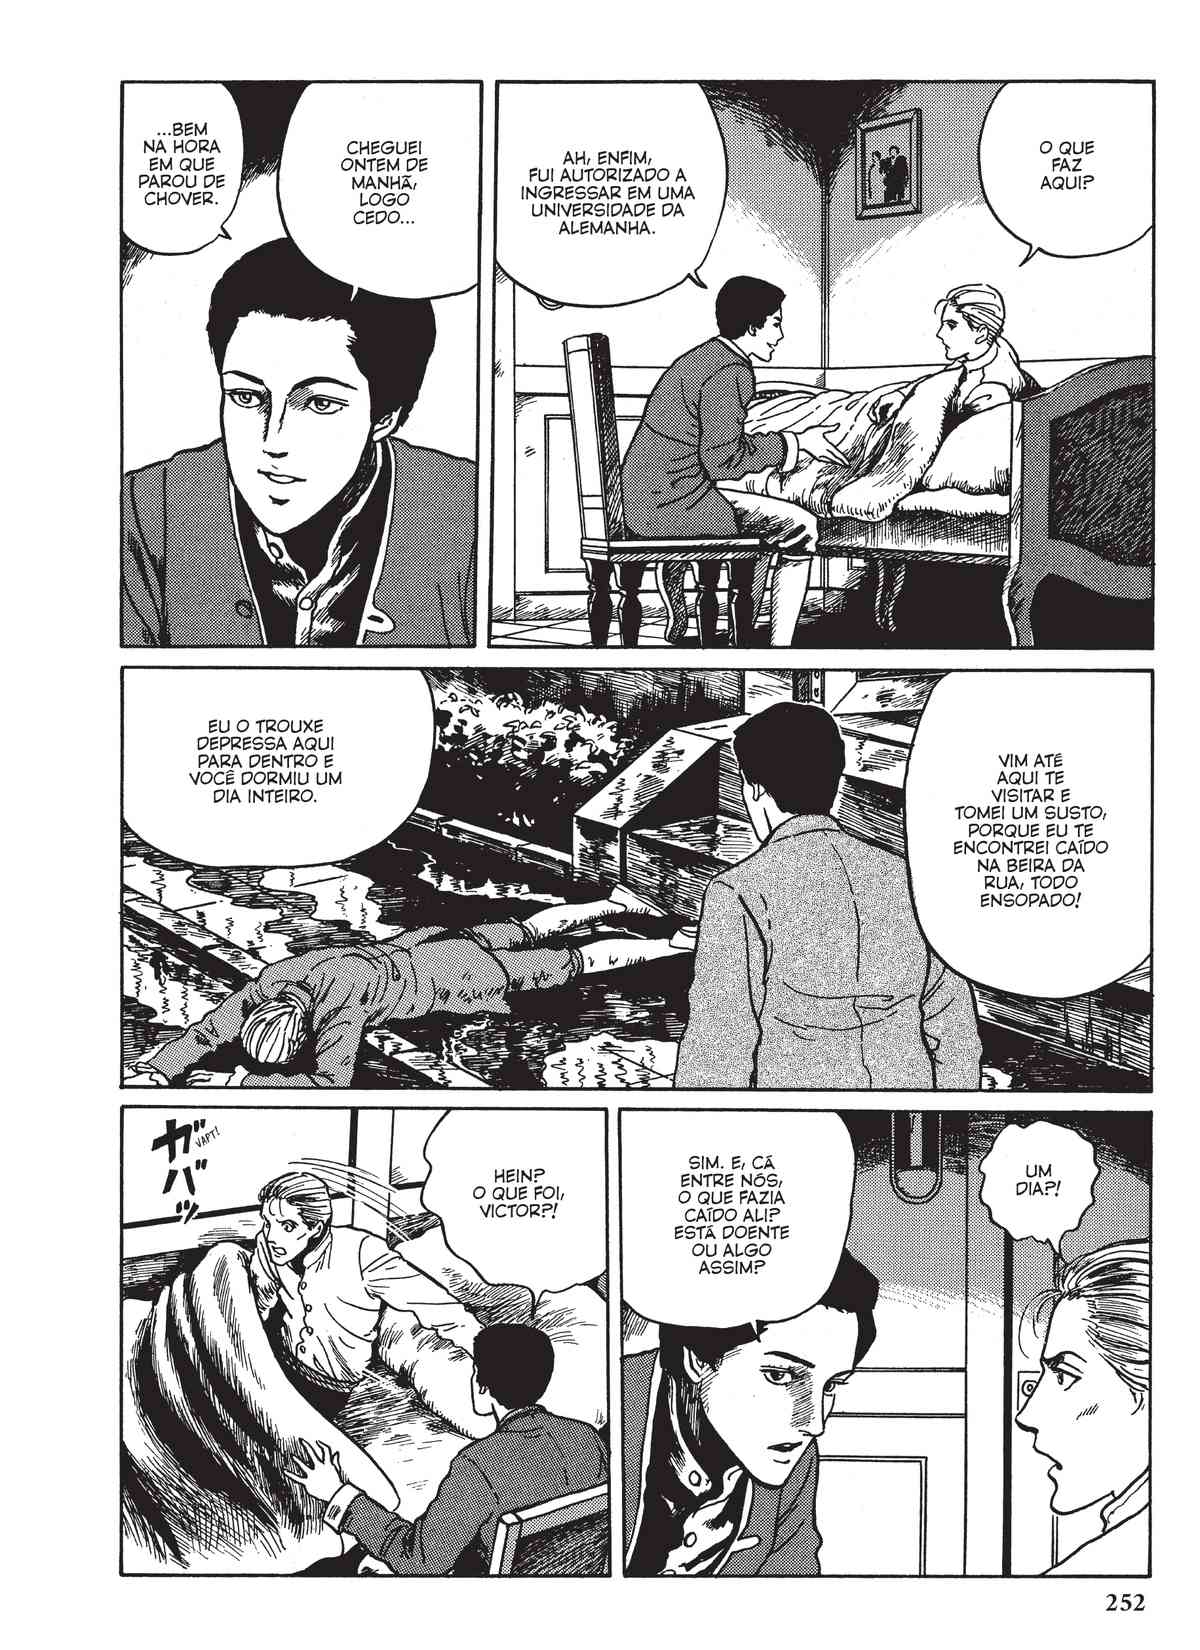 O QUE
FAZ
AQUI?
AH, ENFIM,
FUI AUTORIZADO A
INGRESSAR EM UMA
UNIVERSIDADE DA
ALEMANHA.
CHEGUEI
ONTEM DE
MANHÃ,
LOGO
CEDO...
...BEM
NA HORA
EM QUE
PAROU DE
CHOVER.
VIM ATÉ
AQUI TE
VISITAR E
TOMEI UM SUSTO,
PORQUE EU TE
ENCONTREI CAÍDO
NA BEIRA DA
RUA, TODO
ENSOPADO!
EU O TROUXE
DEPRESSA AQUI
PARA DENTRO E
VOCÊ DORMIU UM
DIA INTEIRO.
UM
DIA?!
SIM. E, CÁ
ENTRE NÓS,
O QUE FAZIA
CAÍDO ALI?
ESTÁ DOENTE
OU ALGO
ASSIM?
HEIN?
O QUE FOI,
VICTOR?!
ガバッ
VAPT!
252